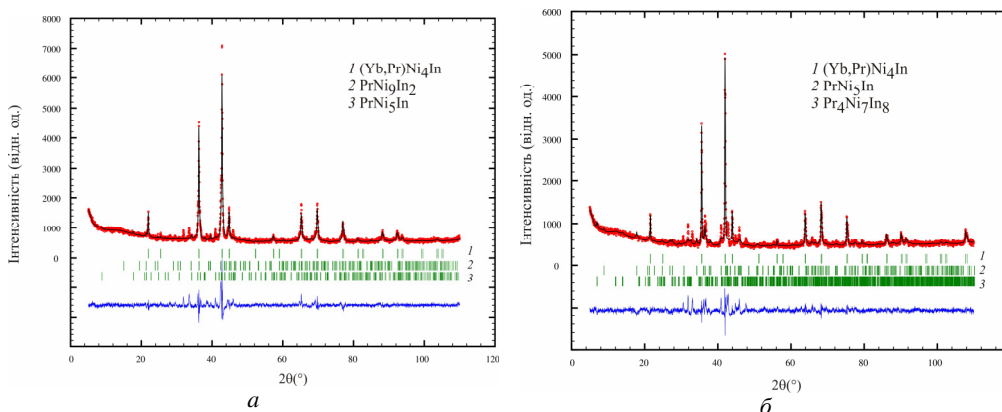 8000
7000
6000
5000
4000
3000
2000
1000
0
Інтенсивність (відн. од.)
1 (Yb,Pr)Ni4In
2 PrNi9In2
3 PrNi5In
1
2
3
0 20 40 60 80 100 120
2θ(°)
а
6000
5000
4000
3000
2000
1000
0
Інтенсивність (відн. од.)
1 (Yb,Pr)Ni4In
2 PrNi5In
3 Pr4Ni7In8
1
2
3
0 20 40 60 80 100
2θ(°)
б